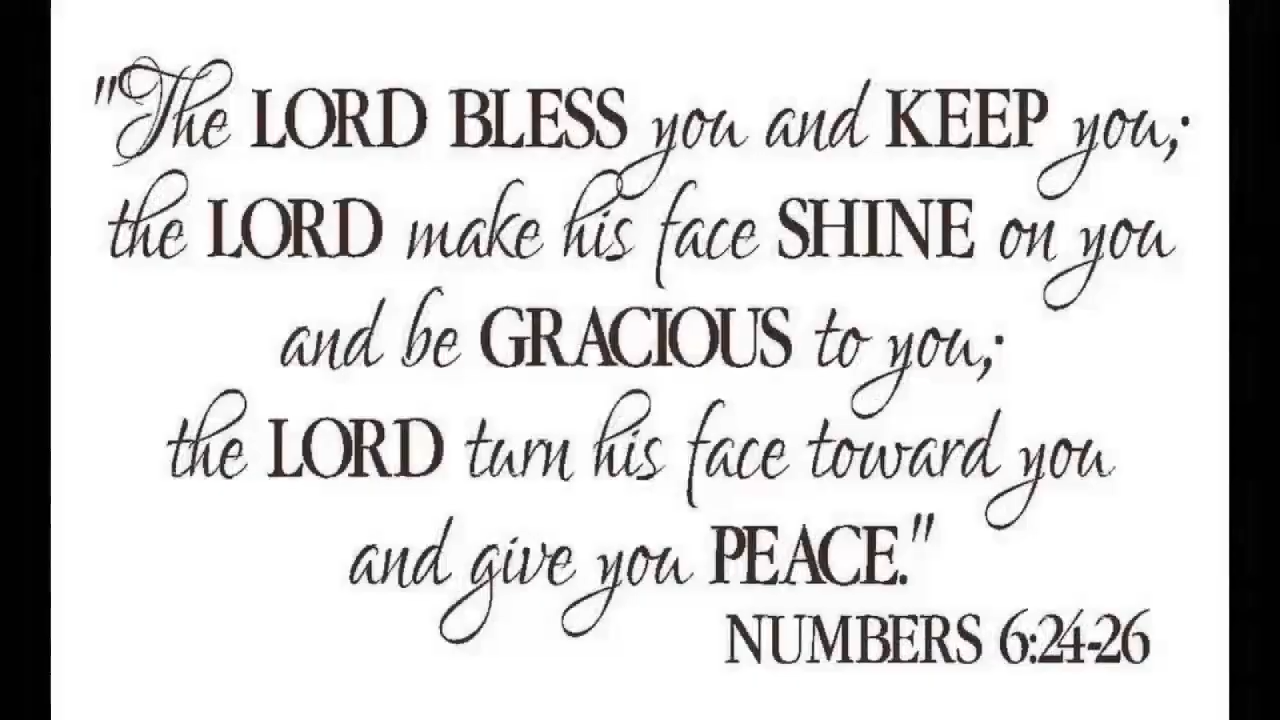 "The LORD BLESS you and KEEP you;
the LORD make his face SHINE on you
and be GRACIOUS to you;
the LORD turn his face toward you
and give you PEACE."
NUMBERS 6:24-26